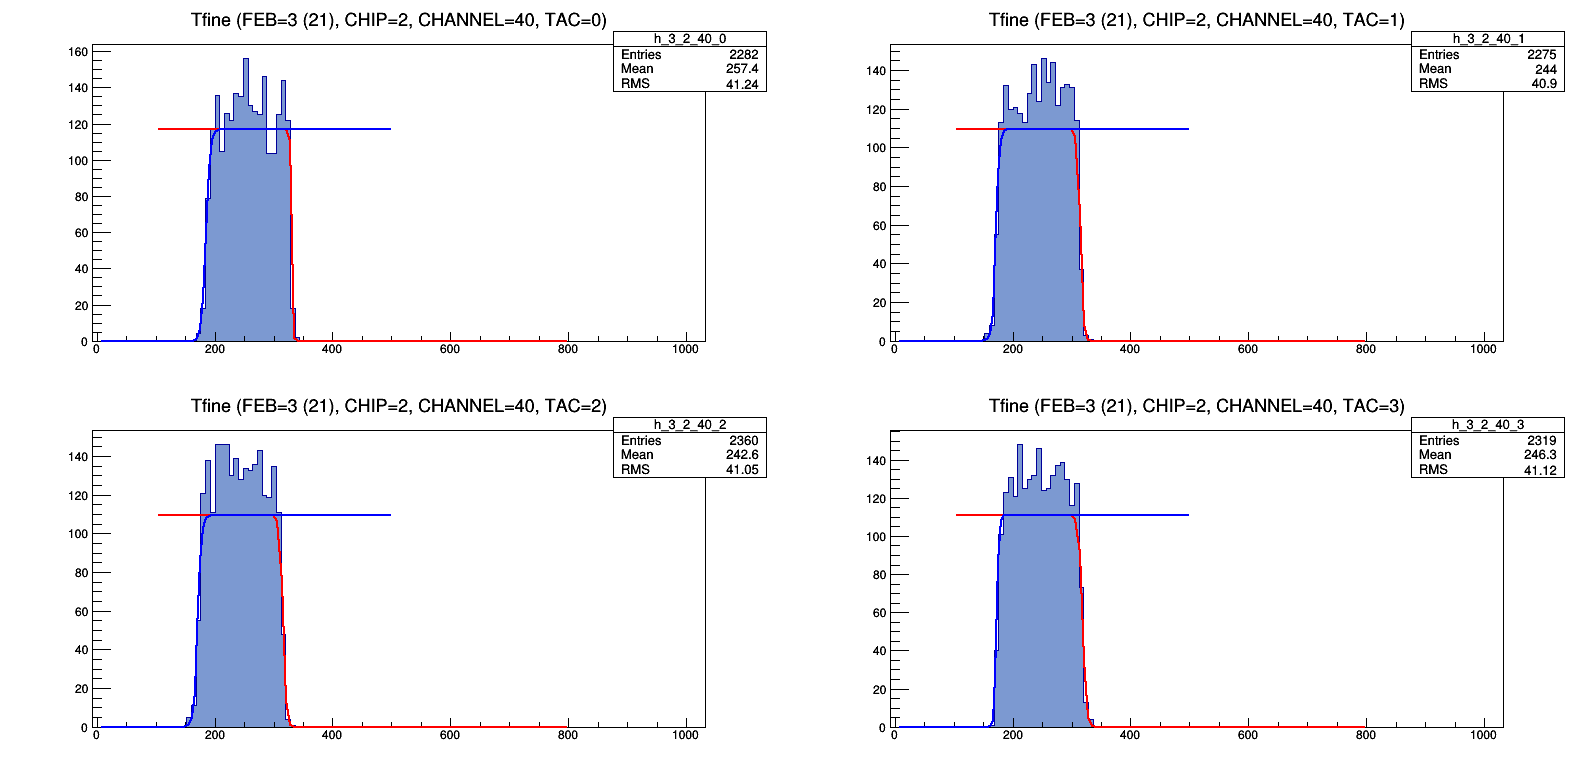 Tfine (FEB=3 (21), CHIP=2, CHANNEL=40, TAC=0)
h_3_2_40_0
Entries 2282
Mean 257.4
RMS 41.24
160
140
120
100
80
60
40
20
0
0 200 400 600 800 1000
Tfine (FEB=3 (21), CHIP=2, CHANNEL=40, TAC=1)
h_3_2_40_1
Entries 2275
Mean 244
RMS 40.9
140
120
100
80
60
40
20
0
0 200 400 600 800 1000
Tfine (FEB=3 (21), CHIP=2, CHANNEL=40, TAC=2)
h_3_2_40_2
Entries 2360
Mean 242.6
RMS 41.05
140
120
100
80
60
40
20
0
0 200 400 600 800 1000
Tfine (FEB=3 (21), CHIP=2, CHANNEL=40, TAC=3)
h_3_2_40_3
Entries 2319
Mean 246.3
RMS 41.12
140
120
100
80
60
40
20
0
0 200 400 600 800 1000